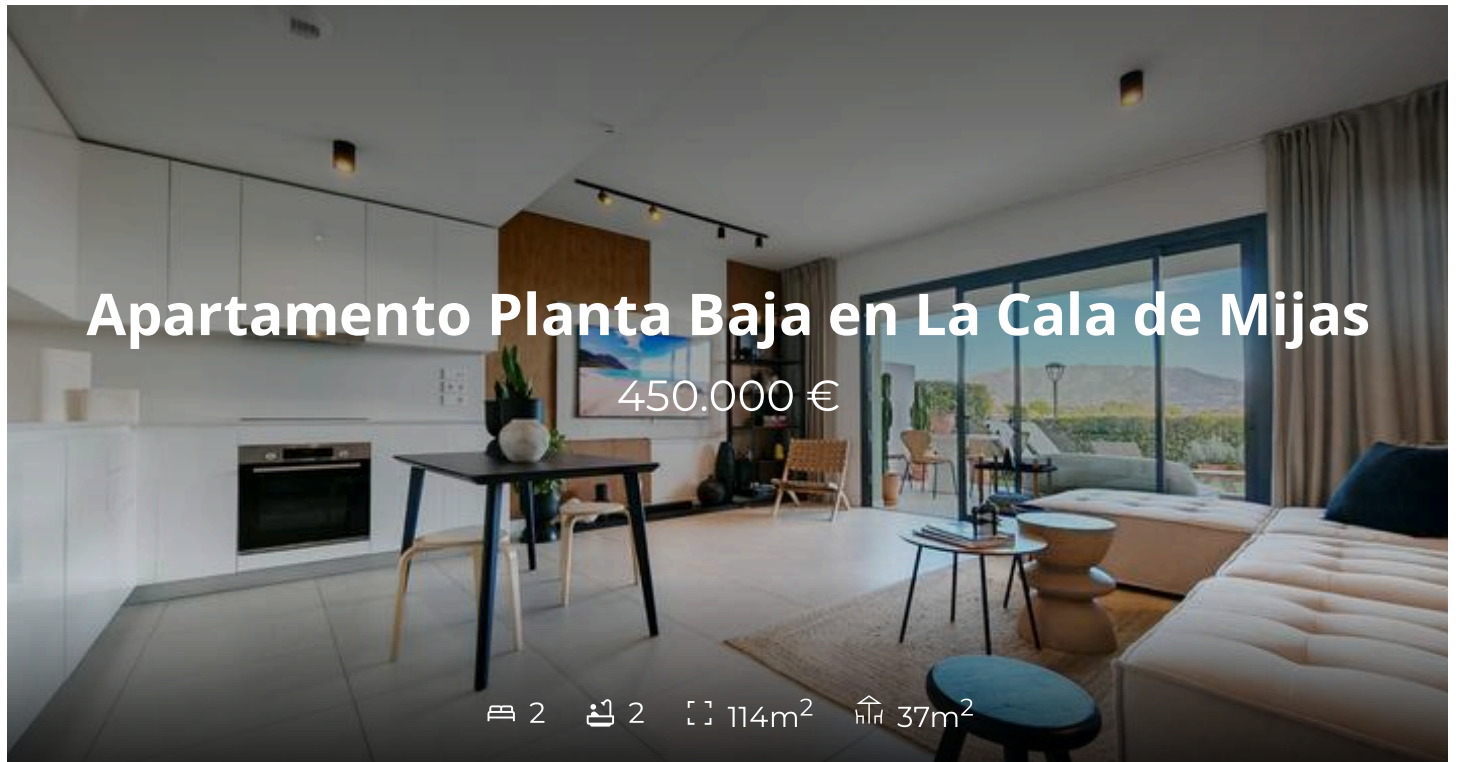 Apartamento Planta Baja en La Cala de Mijas
450.000 €
2 2 114m² 37m²